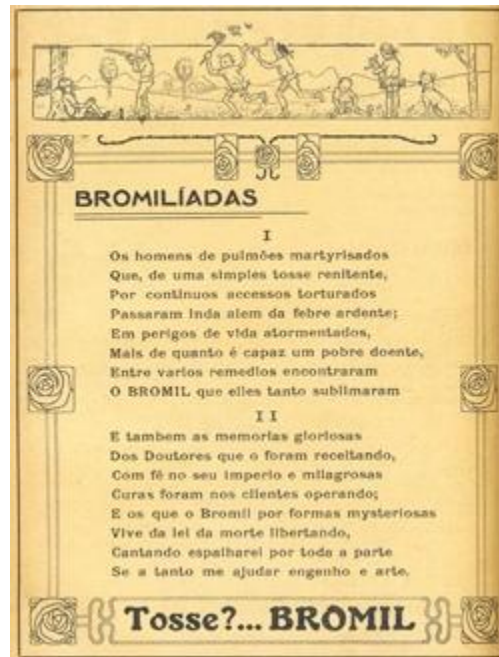 BROMILÍADAS
I
Os homens de pulmões martyrisados
Que, de uma simples tosse renitente,
Por continuos accessos torturados
Passaram inda alem da febre ardente;
Em perigos de vida atormentados,
Mais de quanto é capaz um pobre doente,
Entre varios remedios encontraram
O BROMIL que elles tanto sublimaram
II
E tambem as memorias gloriosas
Dos Doutores que o foram receitando,
Com fé no seu imperio e milagrosas
Curas foram nos clientes operando;
E os que o Bromil por formas mysteriosas
Vive da lei da morte libertando,
Cantando espalharei por toda a parte
Se a tanto me ajudar engenho e arte.
Tosse?... BROMIL